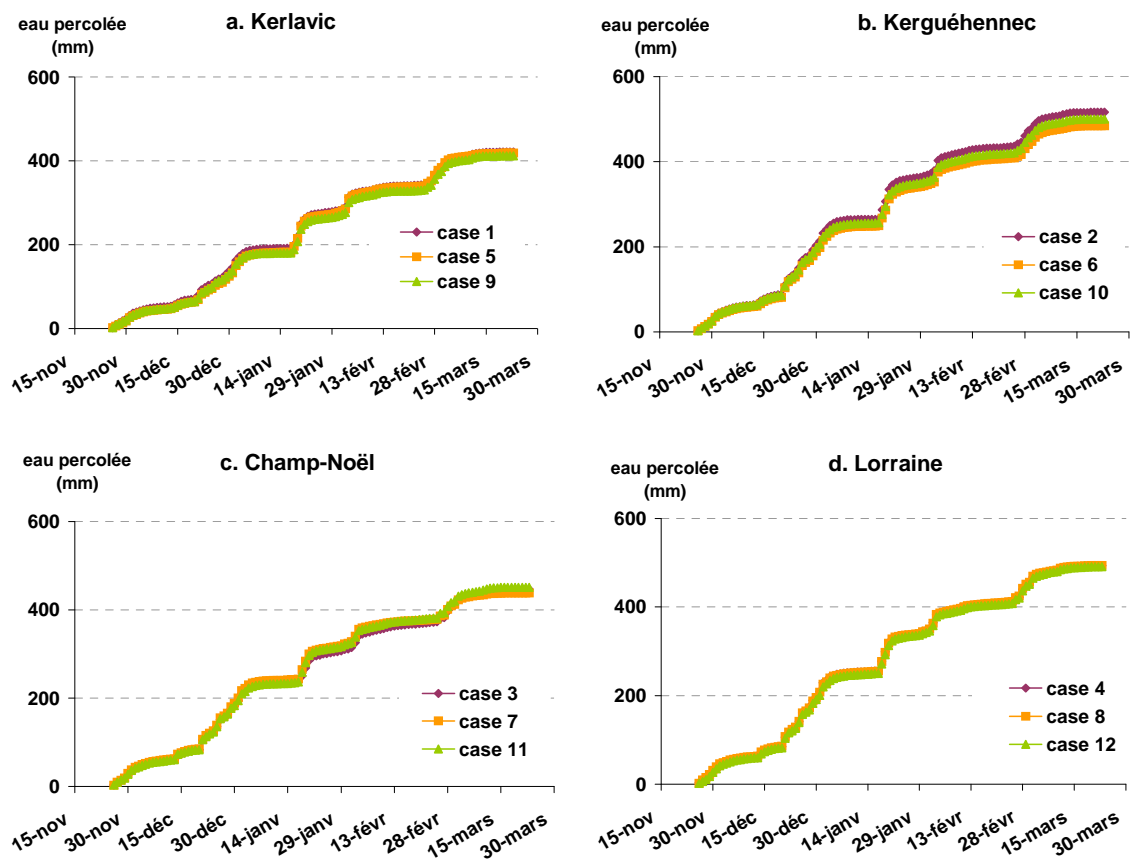 eau percolée
(mm)
a. Kerlavic
600
400
200
0
case 1
case 5
case 9
15-nov
30-nov
15-déc
30-déc
14-janv
29-janv
13-févr
28-févr
15-mars
30-mars
eau percolée
(mm)
b. Kerguéhennec
600
400
200
0
case 2
case 6
case 10
15-nov
30-nov
15-déc
30-déc
14-janv
29-janv
13-févr
28-févr
15-mars
30-mars
eau percolée
(mm)
c. Champ-Noël
600
400
200
0
case 3
case 7
case 11
15-nov
30-nov
15-déc
30-déc
14-janv
29-janv
13-févr
28-févr
15-mars
30-mars
eau percolée
(mm)
d. Lorraine
600
400
200
0
case 4
case 8
case 12
15-nov
30-nov
15-déc
30-déc
14-janv
29-janv
13-févr
28-févr
15-mars
30-mars